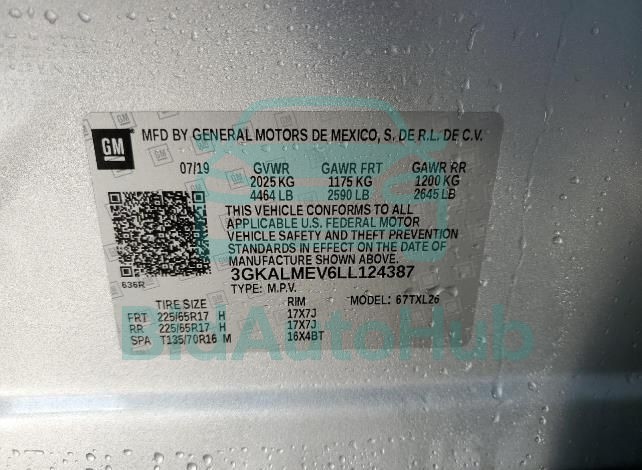 GM
MFD BY GENERAL MOTORS DE MEXICO, S. DE R.L. DE C.V.
07/19 GVWR GAWR FRT GAWR RR
2025 KG 1175 KG 1200 KG
4464 LB 2590 LB 2645 LB
THIS VEHICLE CONFORMS TO ALL
APPLICABLE U.S. FEDERAL MOTOR
VEHICLE SAFETY AND THEFT PREVENTION
STANDARDS IN EFFECT ON THE DATE OF
MANUFACTURE SHOWN ABOVE.
3GKALMEV6LL124387
636R TYPE: M.P.V. MODEL: 67TXL26
TIRE SIZE RIM
FRT 225/65R17 H 17X7J
RR 225/65R17 H 17X7J
SPA T135/70R16 M 16X4BT
BidAutoHub